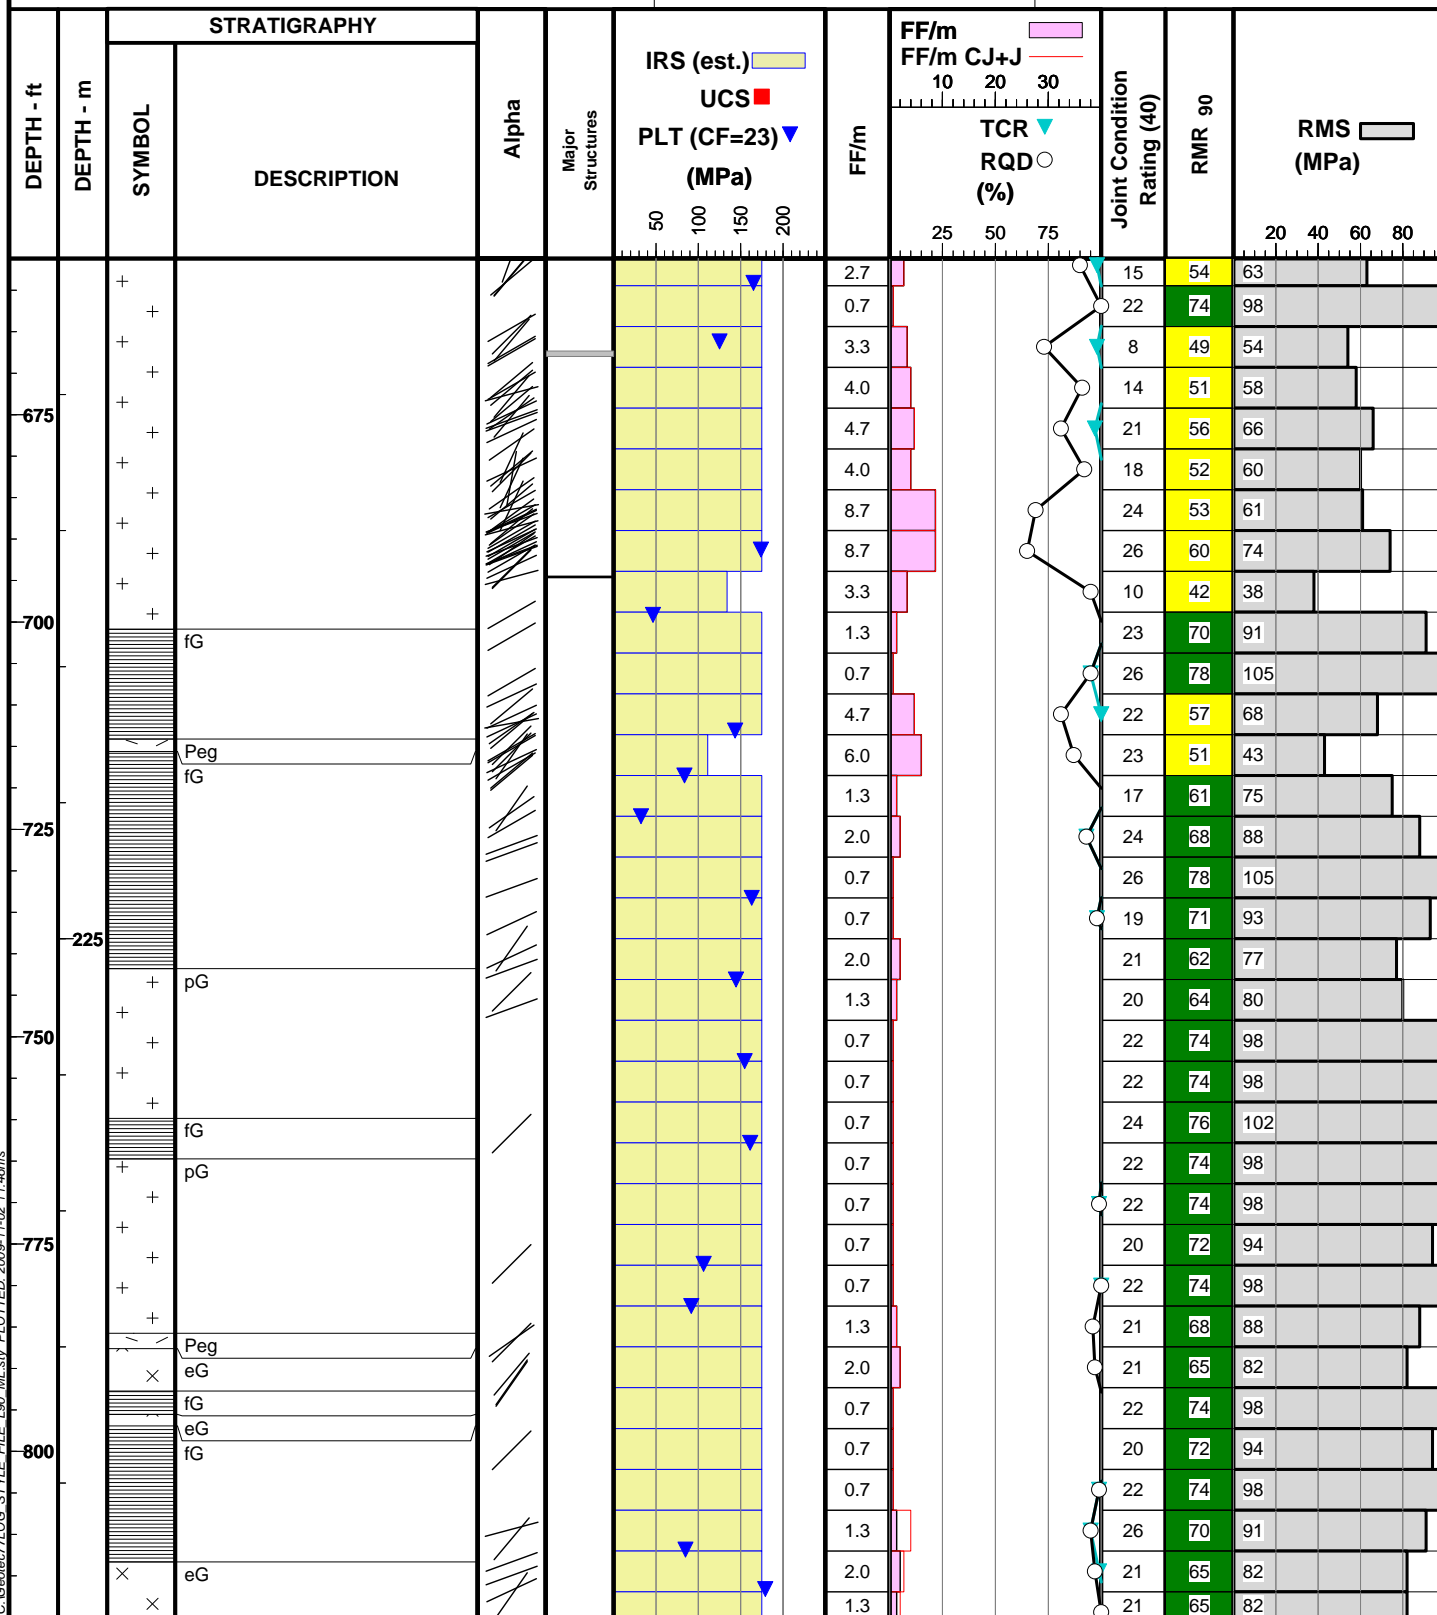 STRATIGRAPHY
DEPTH - ft
DEPTH - m
SYMBOL
DESCRIPTION
Alpha
Major
Structures
IRS (est.)
UCS
PLT (CF=23)
(MPa)
50 100 150 200
FF/m
FF/m
FF/m CJ+J
10 20 30
TCR
RQD
(%)
25 50 75
Joint Condition
Rating (40)
RMR 90
RMS
(MPa)
20 40 60 80
2.7 15 54 63
0.7 22 74 98
3.3 8 49 54
4.0 14 51 58
675
4.7 21 56 66
4.0 18 52 60
8.7 24 53 61
8.7 26 60 74
3.3 10 42 38
700
fG
1.3 23 70 91
0.7 26 78 105
4.7 22 57 68
Peg
6.0 23 51 43
fG
1.3 17 61 75
725
2.0 24 68 88
0.7 26 78 105
0.7 19 71 93
225
2.0 21 62 77
pG
1.3 20 64 80
750
0.7 22 74 98
0.7 22 74 98
fG
0.7 24 76 102
pG
0.7 22 74 98
0.7 22 74 98
775
0.7 20 72 94
0.7 22 74 98
1.3 21 68 88
Peg
eG
2.0 21 65 82
fG
0.7 22 74 98
eG
800
fG
0.7 20 72 94
0.7 22 74 98
1.3 26 70 91
eG
2.0 21 65 82
1.3 21 65 82